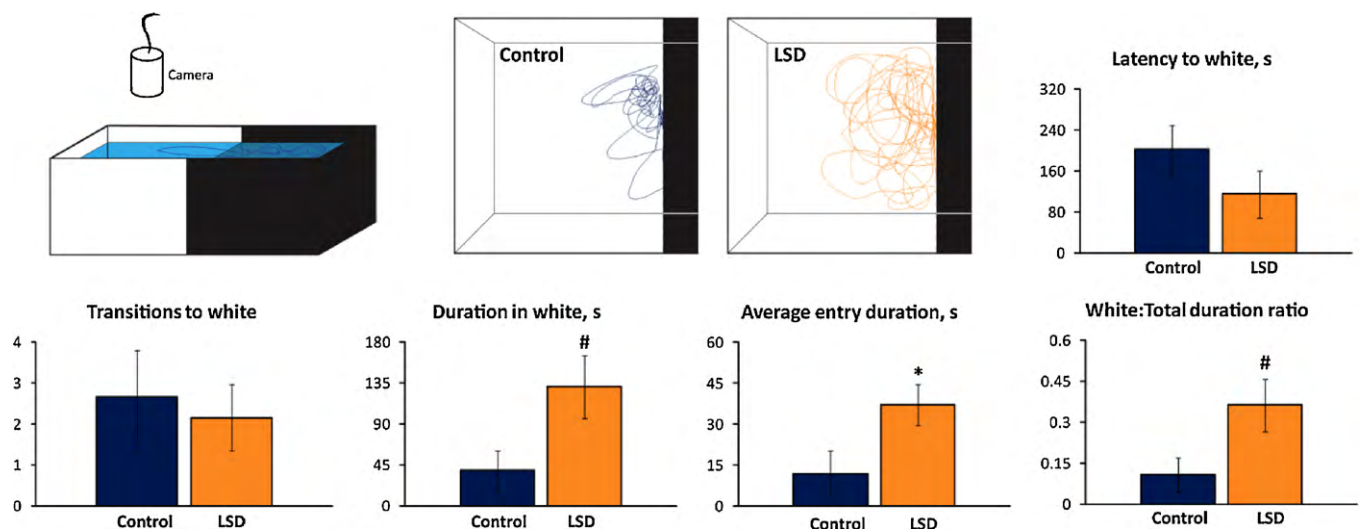 Camera
Control
LSD
Latency to white, s
320
240
160
80
0
Control LSD
Transitions to white
4
3
2
1
0
Control LSD
Duration in white, s
180
135
90
45
0
#
Control LSD
Average entry duration, s
60
45
30
15
0
*
Control LSD
White:Total duration ratio
0.6
0.45
0.3
0.15
0
#
Control LSD